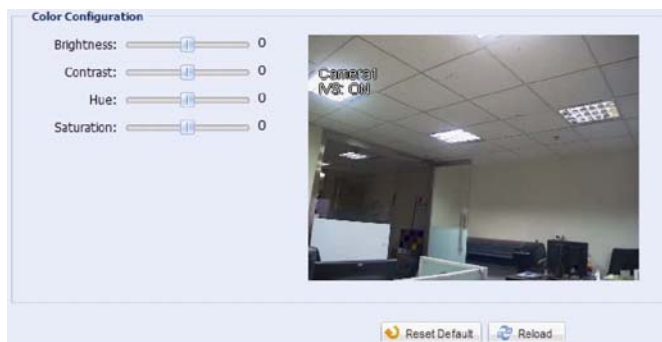 Color Configuration
Brightness: 0
Contrast: 0
Hue: 0
Saturation: 0
Camera1
IVS: ON
Reset Default
Reload